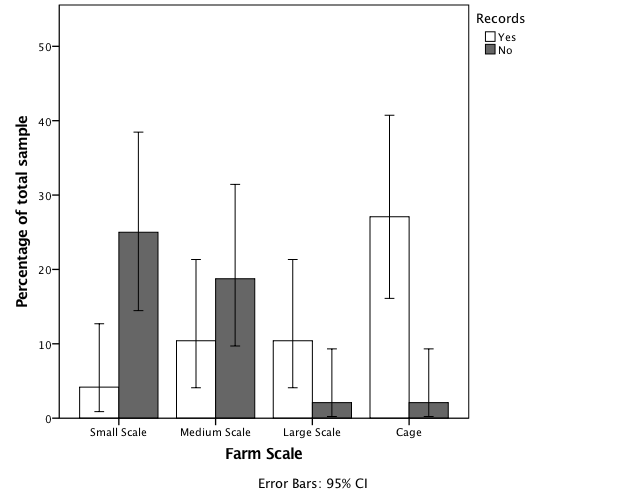 Records
Yes
No
50
40
30
20
10
0
Percentage of total sample
Small Scale
Medium Scale
Large Scale
Cage
Farm Scale
Error Bars: 95% CI